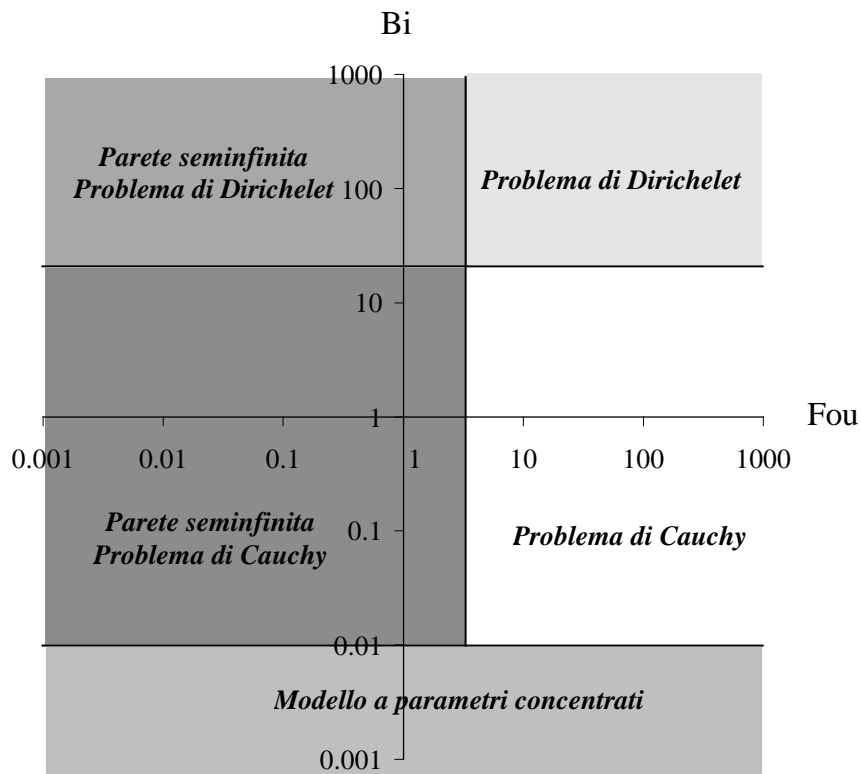 Bi
1000
Parete seminfinita
Problema di Dirichelet
100
Problema di Dirichelet
10
1
Fou
0.001
0.01
0.1
1
10
100
1000
Parete seminfinita
Problema di Cauchy
0.1
Problema di Cauchy
0.01
Modello a parametri concentrati
0.001